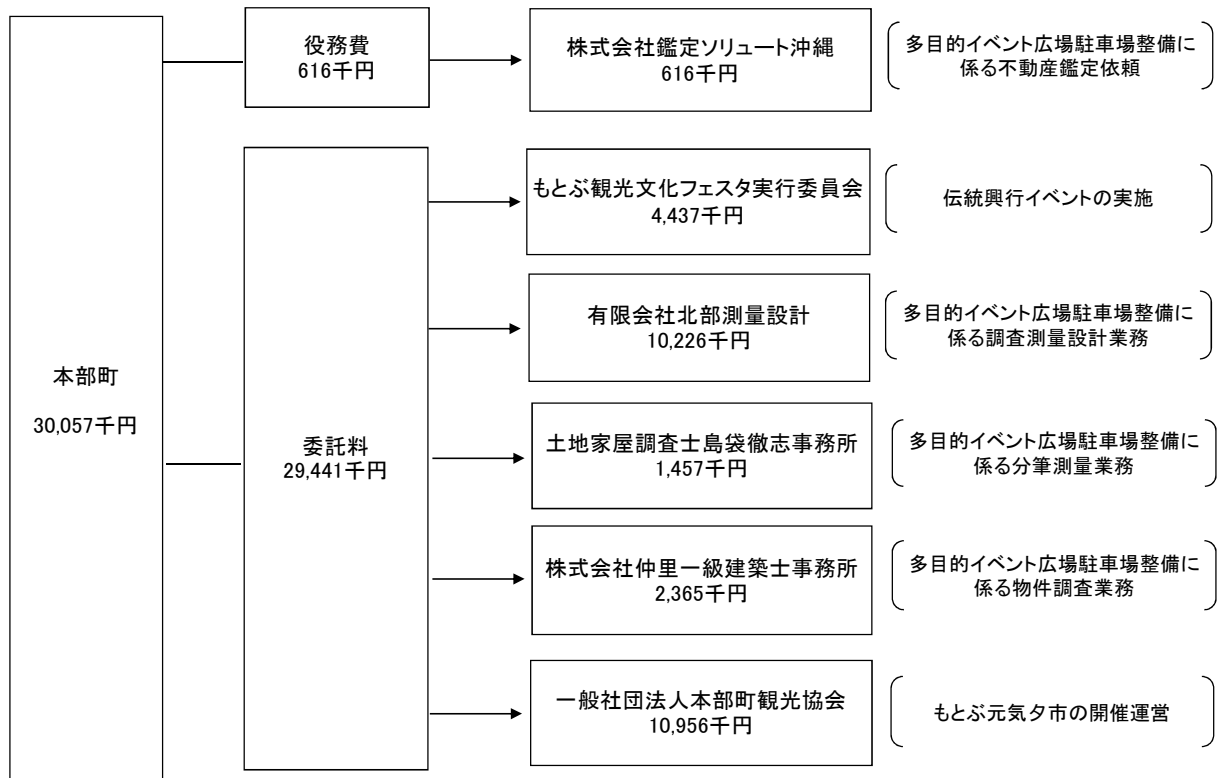 本部町
30,057千円
役務費
616千円
株式会社鑑定ソリュート沖縄
616千円
多目的イベント広場駐車場整備に
係る不動産鑑定依頼
委託料
29,441千円
もとぶ観光文化フェスタ実行委員会
4,437千円
伝統興行イベントの実施
有限会社北部測量設計
10,226千円
多目的イベント広場駐車場整備に
係る調査測量設計業務
土地家屋調査士島袋徹志事務所
1,457千円
多目的イベント広場駐車場整備に
係る分筆測量業務
株式会社仲里一級建築士事務所
2,365千円
多目的イベント広場駐車場整備に
係る物件調査業務
一般社団法人本部町観光協会
10,956千円
もとぶ元気夕市の開催運営